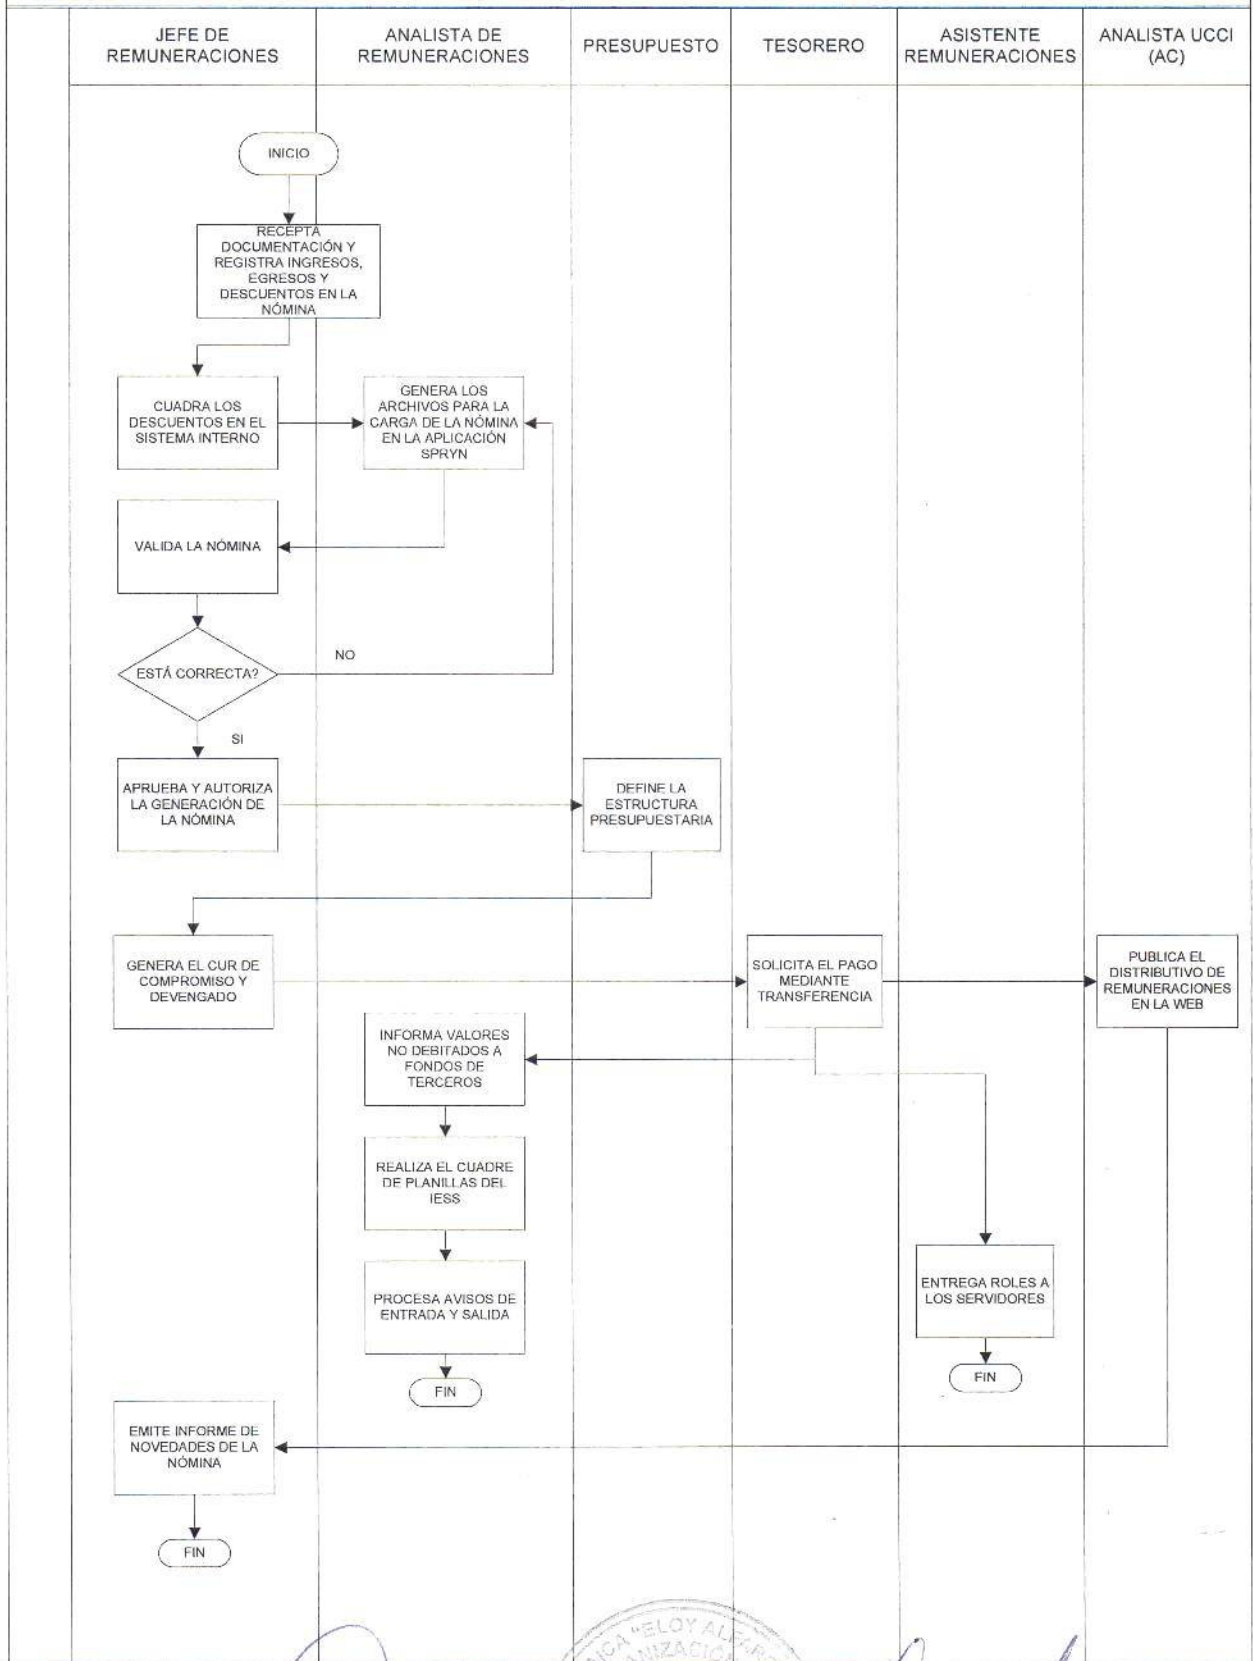 JEFE DE
REMUNERACIONES
ANALISTA DE
REMUNERACIONES
PRESUPUESTO
TESORERO
ASISTENTE
REMUNERACIONES
ANALISTA UCCI
(AC)
INICIO
RECEPTA
DOCUMENTACIÓN Y
REGISTRA INGRESOS,
EGRESOS Y
DESCUENTOS EN LA
NÓMINA
CUADRA LOS
DESCUENTOS EN EL
SISTEMA INTERNO
GENERA LOS
ARCHIVOS PARA LA
CARGA DE LA NÓMINA
EN LA APLICACIÓN
SPRYN
VALIDA LA NÓMINA
ESTÁ CORRECTA?
NO
SI
APRUEBA Y AUTORIZA
LA GENERACIÓN DE
LA NÓMINA
DEFINE LA
ESTRUCTURA
PRESUPUESTARIA
GENERA EL CUR DE
COMPROMISO Y
DEVENGADO
SOLICITA EL PAGO
MEDIANTE
TRANSFERENCIA
PUBLICA EL
DISTRIBUTIVO DE
REMUNERACIONES
EN LA WEB
INFORMA VALORES
NO DEBITADOS A
FONDOS DE
TERCEROS
REALIZA EL CUADRE
DE PLANILLAS DEL
IESS
PROCESA AVISOS DE
ENTRADA Y SALIDA
FIN
ENTREGA ROLES A
LOS SERVIDORES
FIN
EMITE INFORME DE
NOVEDADES DE LA
NÓMINA
FIN
"ELOY ALFARO